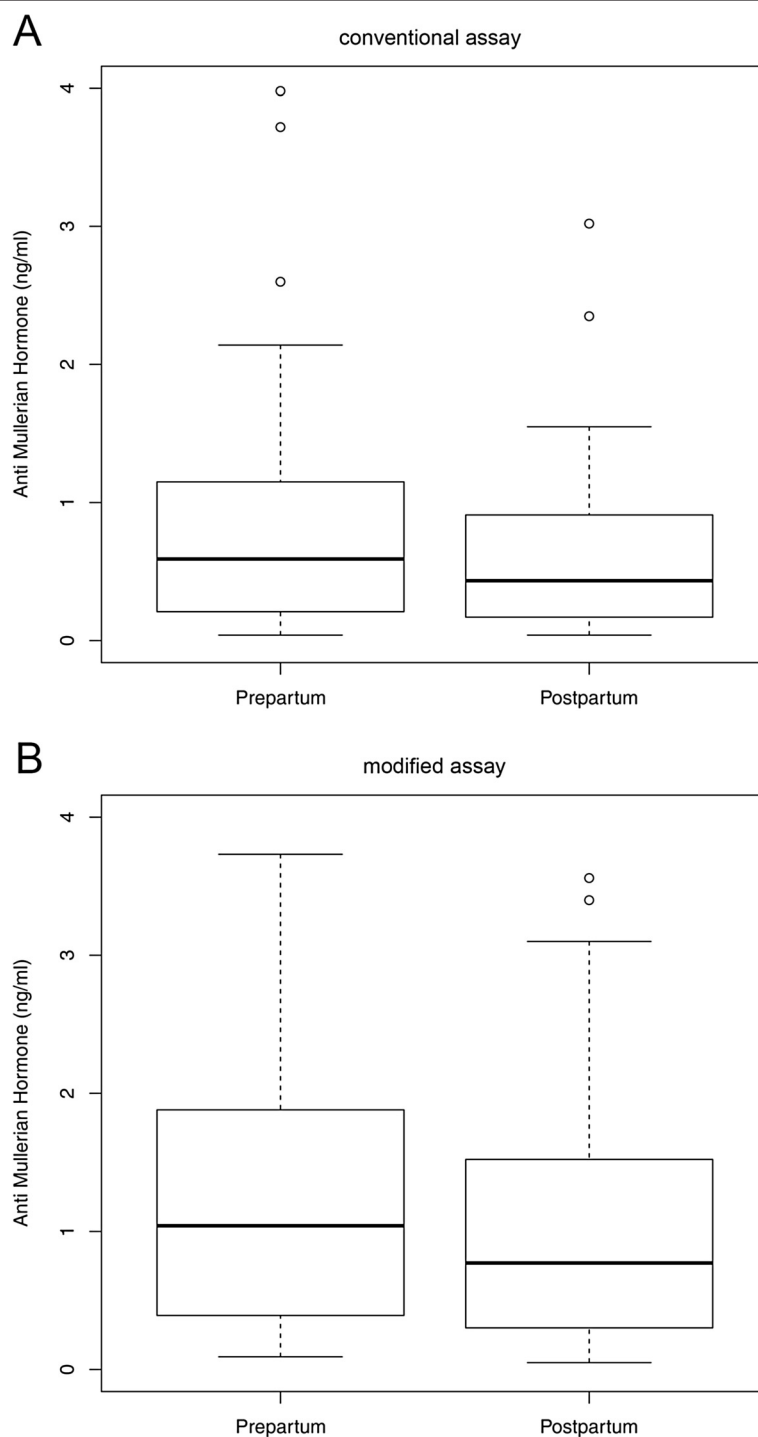 A
conventional assay
4
3
2
1
0
Anti Mullerian Hormone (ng/ml)
Prepartum
Postpartum
B
modified assay
4
3
2
1
0
Anti Mullerian Hormone (ng/ml)
Prepartum
Postpartum